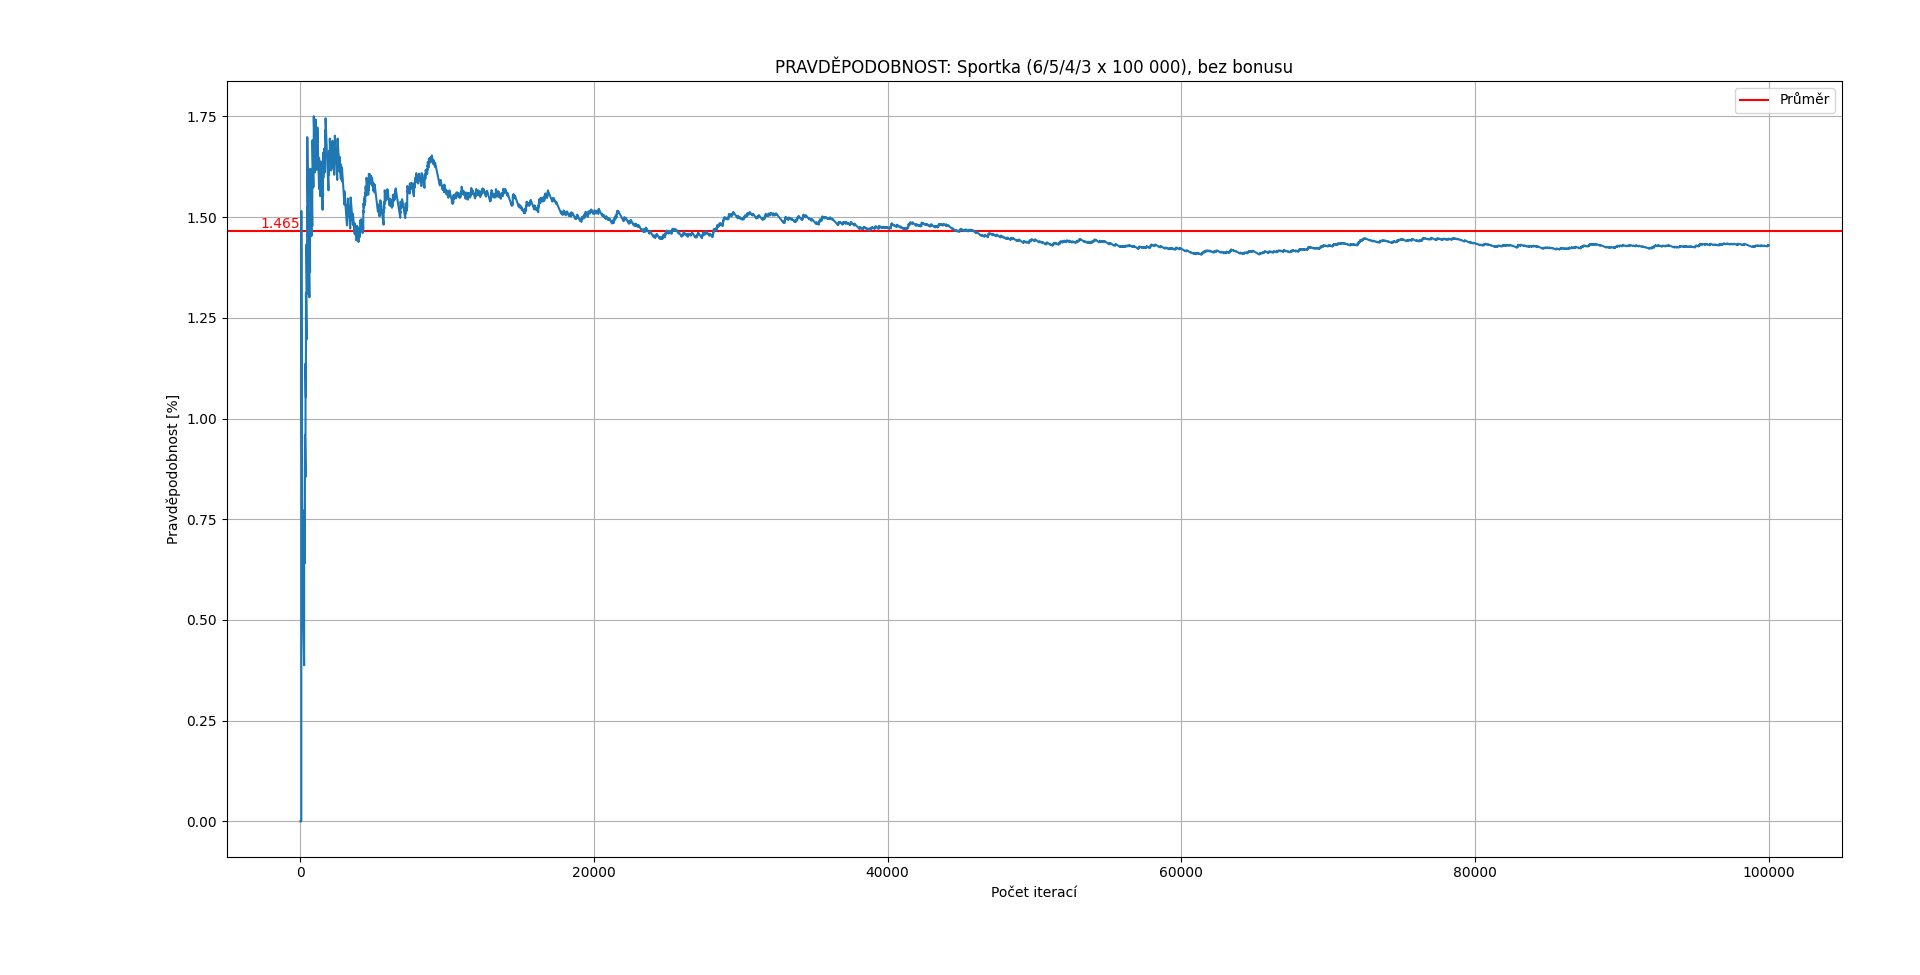 PRAVDĚPODOBNOST: Sportka (6/5/4/3 x 100 000), bez bonusu
Průměr
1.75
1.50
1.465
1.25
1.00
0.75
0.50
0.25
0.00
Pravděpodobnost [%]
0 20000 40000 60000 80000 100000
Počet iterací